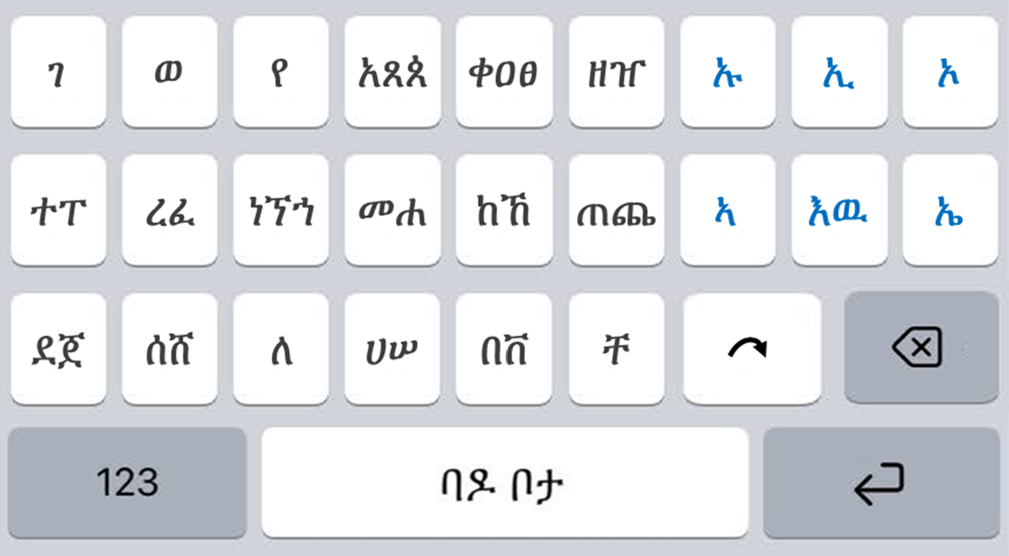 ገ ወ የ አጸጰ ቀዐፀ ዘዠ ኡ ኢ ኦ
ተፐ ረፈ ነኘኀ መሐ ከኸ ጠጨ ኣ እዉ ኤ
ደጀ ሰሸ ለ ሀሠ በቨ ቸ
123 ባዶ ቦታ